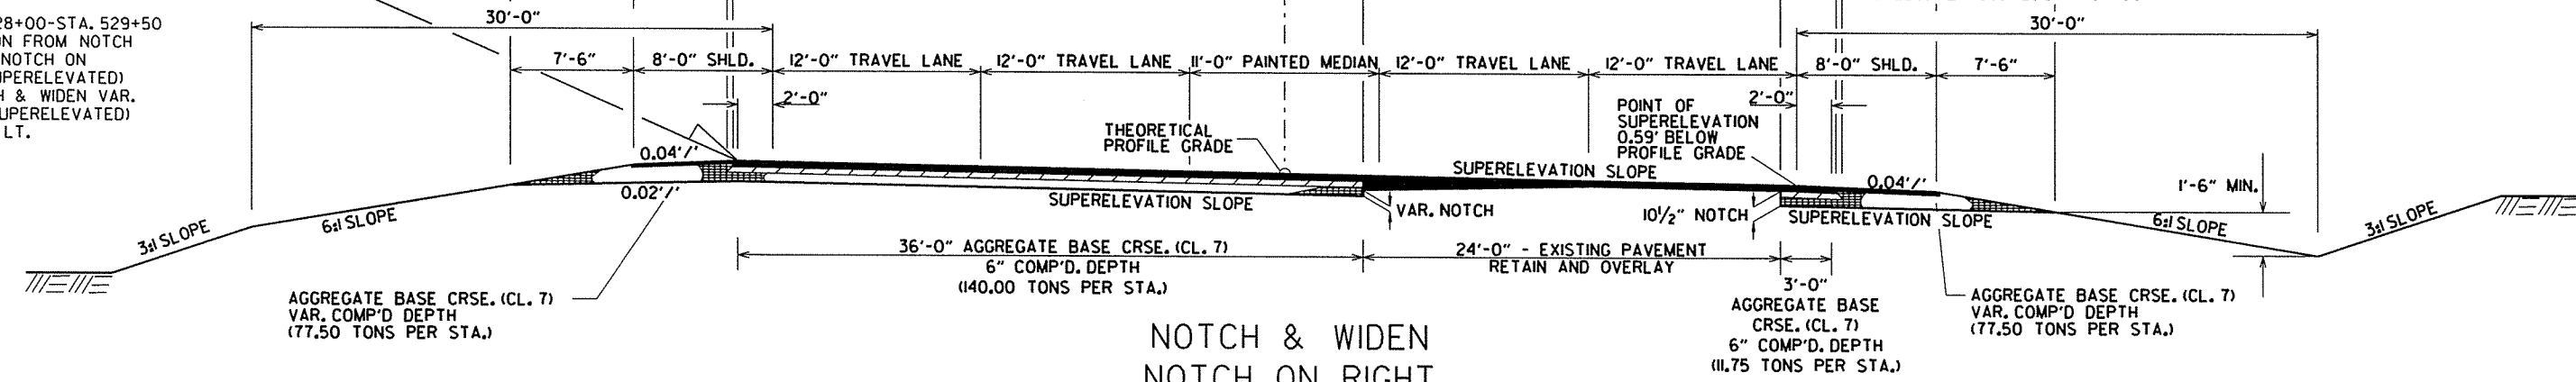 28+00-STA. 529+50
ON FROM NOTCH
NOTCH ON
UPERELEVATED)
H & WIDEN VAR.
SUPERELEVATED)
LT.
30'-0"
30'-0"
7'-6"
8'-0" SHLD.
12'-0" TRAVEL LANE
12'-0" TRAVEL LANE
11'-0" PAINTED MEDIAN
12'-0" TRAVEL LANE
12'-0" TRAVEL LANE
8'-0" SHLD.
7'-6"
2'-0"
2'-0"
THEORETICAL
PROFILE GRADE
POINT OF
SUPERELEVATION
0.59' BELOW
PROFILE GRADE
0.04'/'
SUPERELEVATION SLOPE
0.04'/'
1'-6" MIN.
0.02'/'
SUPERELEVATION SLOPE
VAR. NOTCH
10½" NOTCH
SUPERELEVATION SLOPE
3:1 SLOPE
6:1 SLOPE
6:1 SLOPE
3:1 SLOPE
36'-0" AGGREGATE BASE CRSE. (CL. 7)
6" COMP'D. DEPTH
(140.00 TONS PER STA.)
24'-0" - EXISTING PAVEMENT
RETAIN AND OVERLAY
3'-0"
AGGREGATE BASE
CRSE. (CL. 7)
6" COMP'D. DEPTH
(11.75 TONS PER STA.)
AGGREGATE BASE CRSE. (CL. 7)
VAR. COMP'D DEPTH
(77.50 TONS PER STA.)
AGGREGATE BASE CRSE. (CL. 7)
VAR. COMP'D DEPTH
(77.50 TONS PER STA.)
NOTCH & WIDEN
NOTCH ON RIGHT